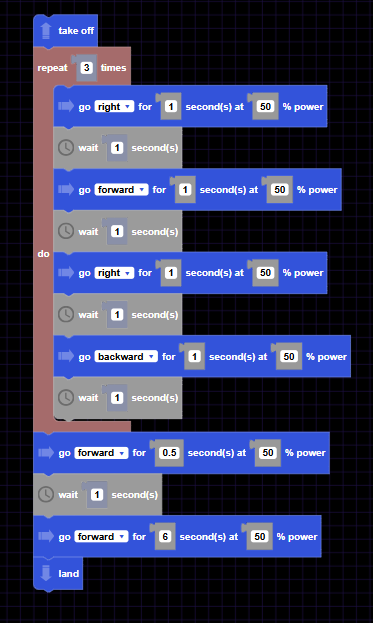 take off
repeat 3 times
go right for 1 second(s) at 50 % power
wait 1 second(s)
go forward for 1 second(s) at 50 % power
wait 1 second(s)
do
go right for 1 second(s) at 50 % power
wait 1 second(s)
go backward for 1 second(s) at 50 % power
wait 1 second(s)
go forward for 0.5 second(s) at 50 % power
wait 1 second(s)
go forward for 6 second(s) at 50 % power
land